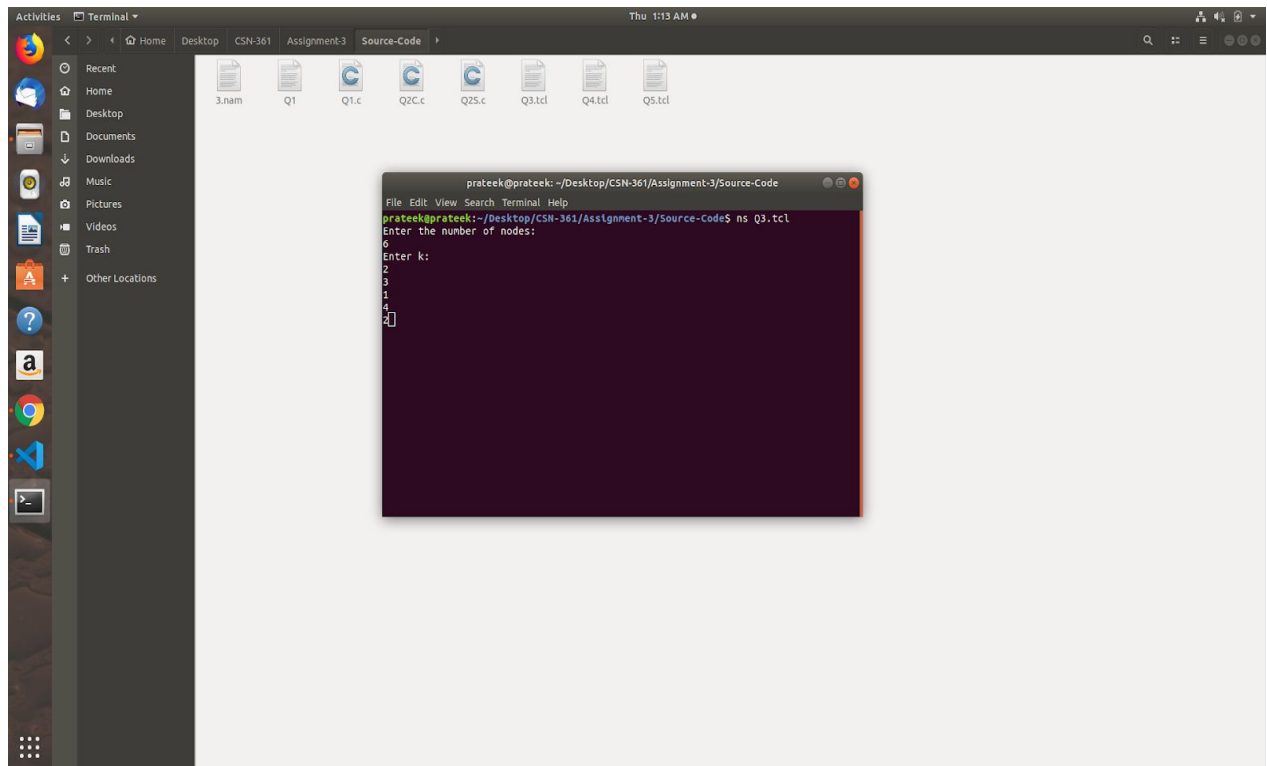 Activities Terminal Thu 1:13 AM
Home Desktop CSN-361 Assignment-3 Source-Code
Recent
Home
Desktop
Documents
Downloads
Music
Pictures
Videos
Trash
+ Other Locations
3.nam Q1 Q1.c Q2C.c Q2S.c Q3.tcl Q4.tcl Q5.tcl
prateek@prateek: ~/Desktop/CSN-361/Assignment-3/Source-Code
File Edit View Search Terminal Help
prateek@prateek:~/Desktop/CSN-361/Assignment-3/Source-Code$ ns Q3.tcl
Enter the number of nodes:
6
Enter k:
2
3
1
4
2